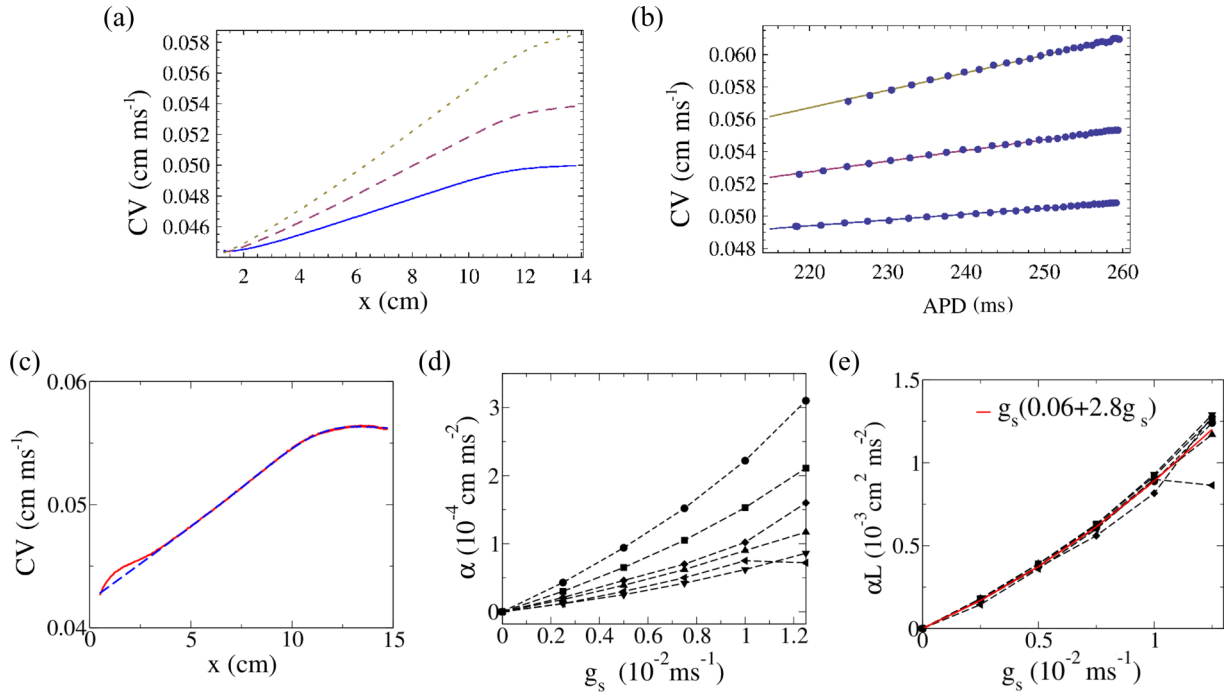 (a)
0.058
0.056
0.054
0.052
0.050
0.048
0.046
CV (cm ms⁻¹)
2 4 6 8 10 12 14
x (cm)
(b)
0.060
0.058
0.056
0.054
0.052
0.050
0.048
CV (cm ms⁻¹)
220 230 240 250 260
APD (ms)
(c)
0.06
0.05
0.04
CV (cm ms⁻¹)
0 5 10 15
x (cm)
(d)
3
2
1
0
α (10⁻⁴ cm ms⁻²)
0 0.2 0.4 0.6 0.8 1 1.2
gₛ (10⁻² ms⁻¹)
(e)
1.5
1
0.5
0
αL (10⁻³ cm² ms⁻²)
gₛ(0.06+2.8gₛ)
0 0.5 1
gₛ (10⁻² ms⁻¹)